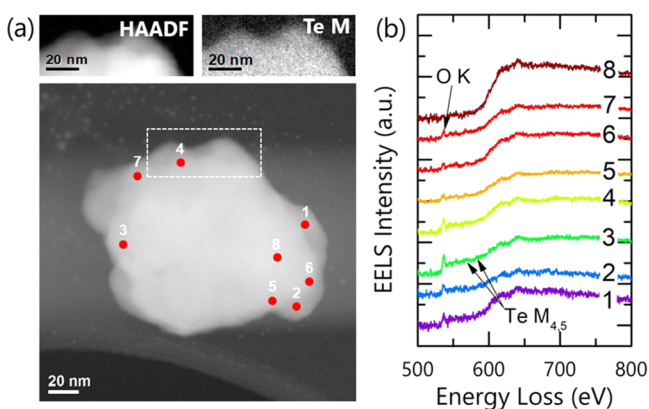 (a)
HAADF
20 nm
Te M
20 nm
4
7
1
3
8
6
5
2
20 nm
(b)
EELS Intensity (a.u.)
O K
8
7
6
5
4
3
2
1
Te M4,5
500 600 700 800
Energy Loss (eV)